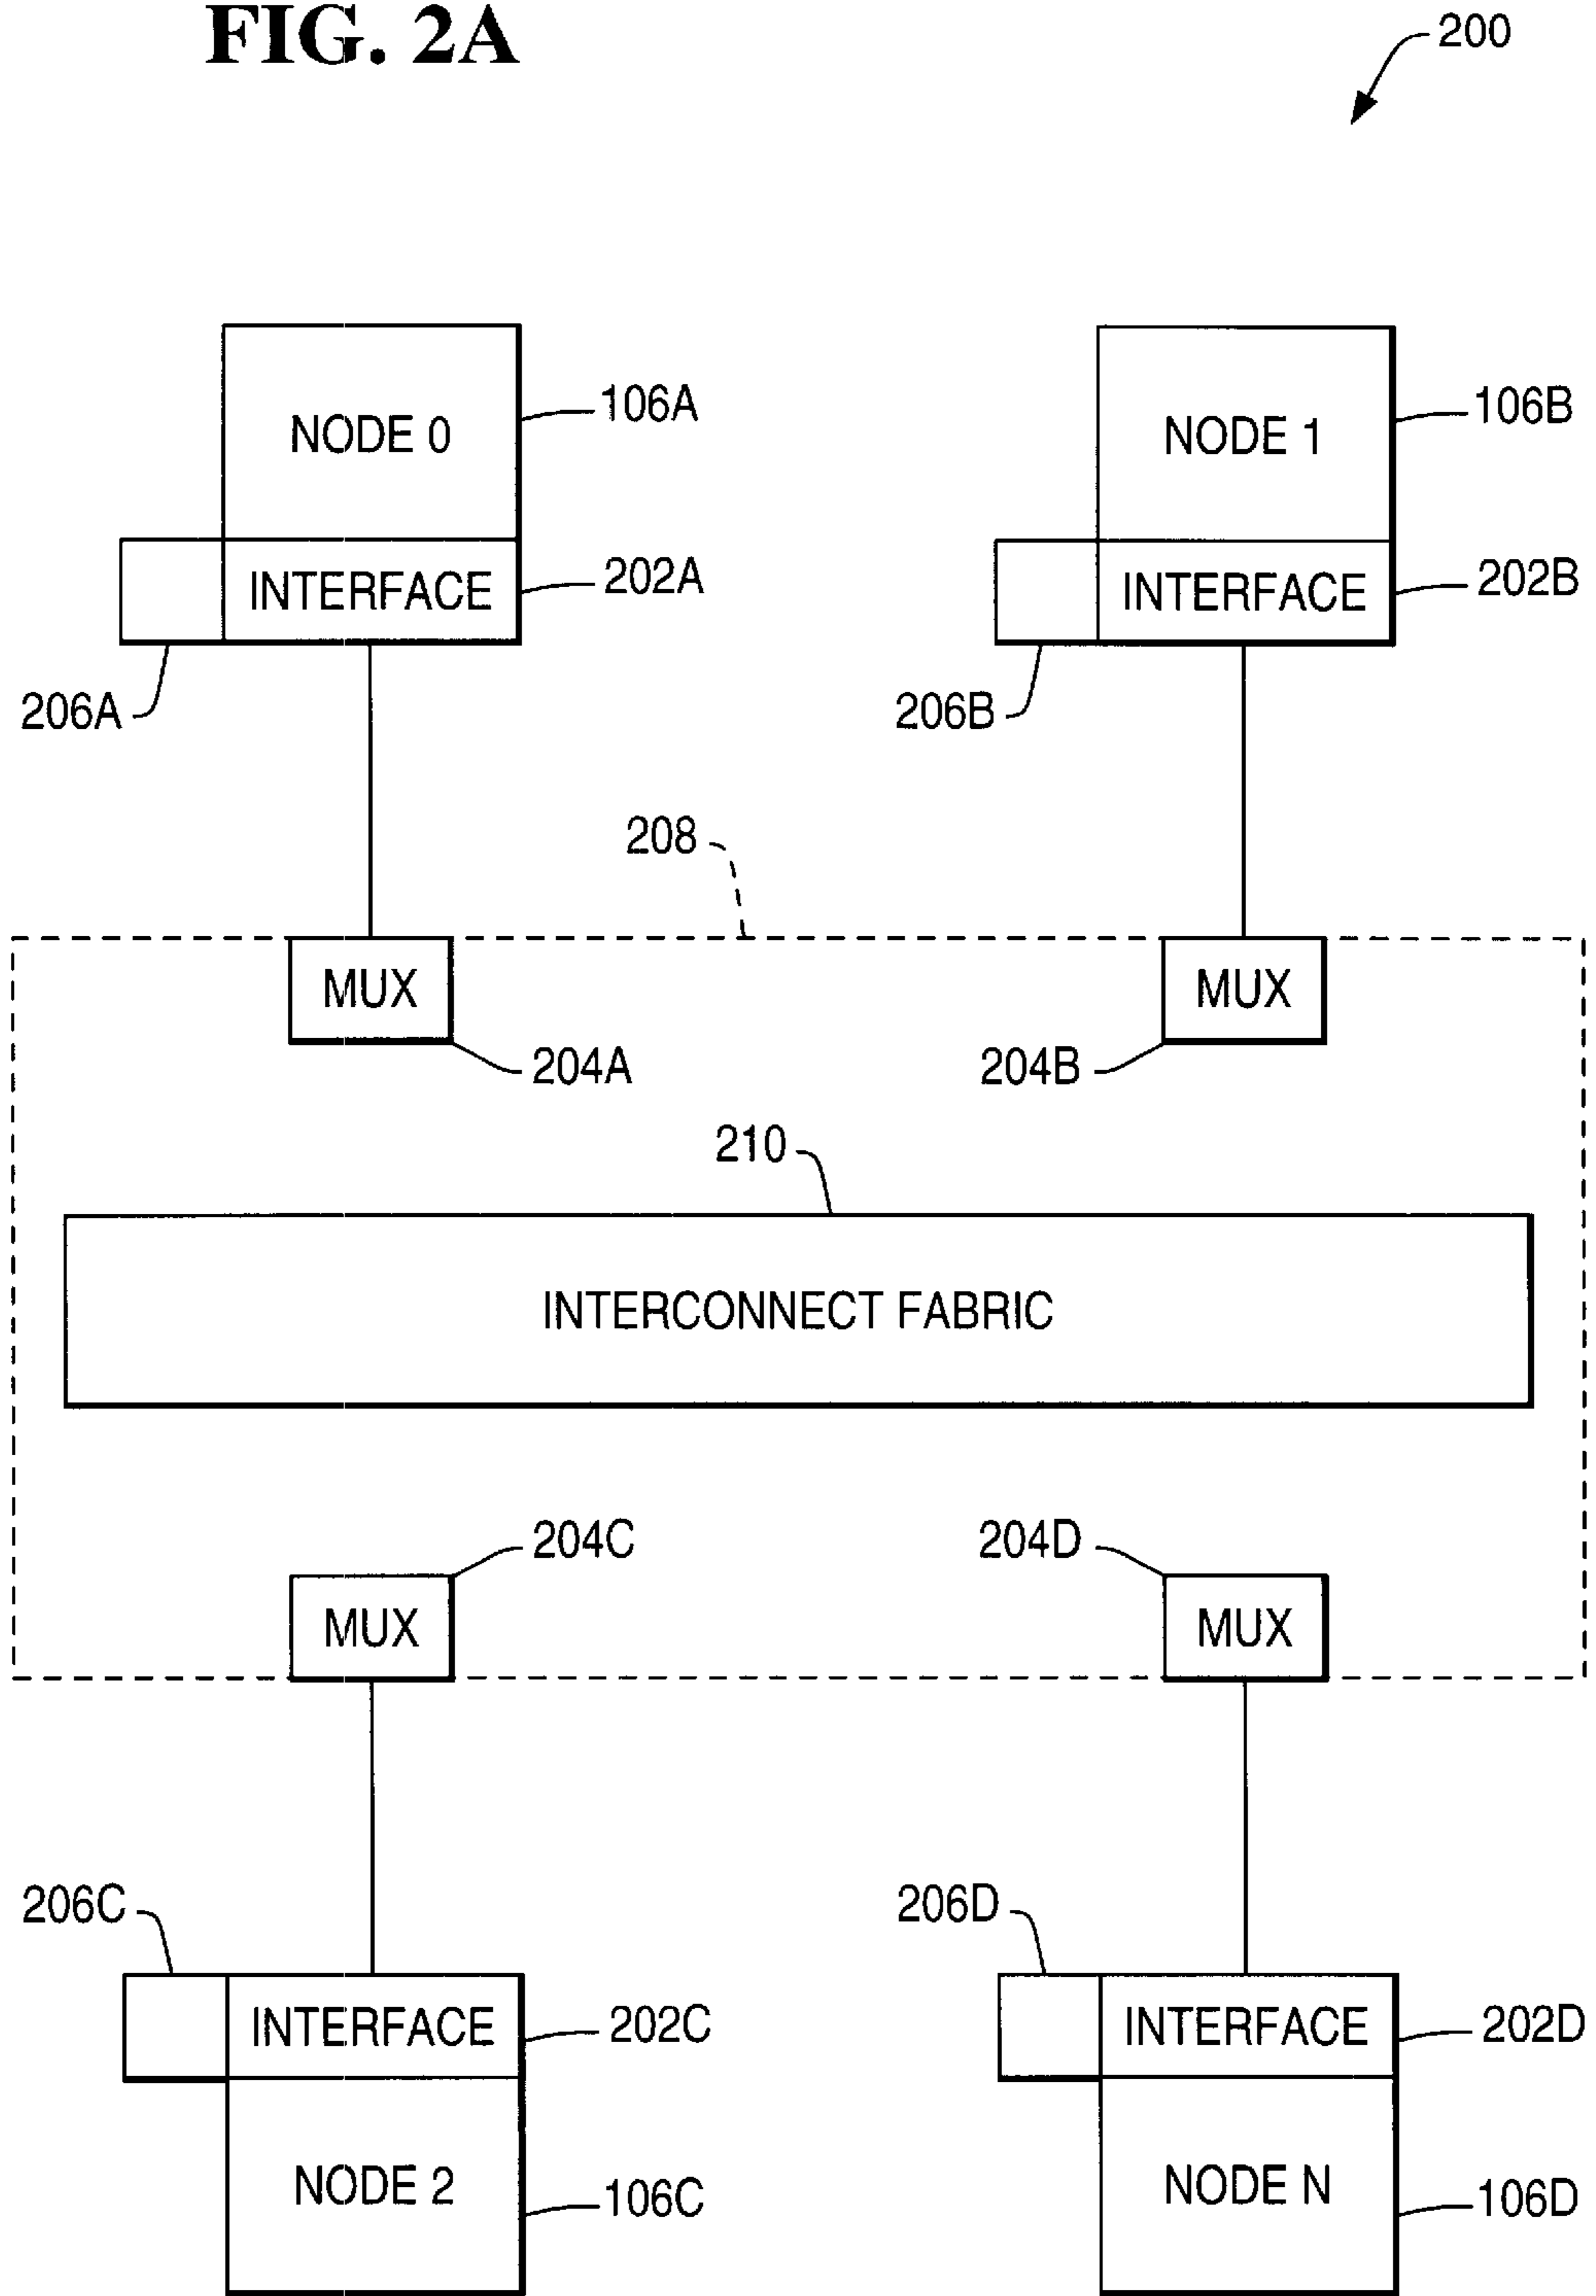 FIG. 2A
200
NODE 0
106A
NODE 1
106B
INTERFACE
202A
INTERFACE
202B
206A
206B
208
MUX
MUX
204A
204B
210
INTERCONNECT FABRIC
204C
204D
MUX
MUX
206C
206D
INTERFACE
202C
INTERFACE
202D
NODE 2
106C
NODE N
106D